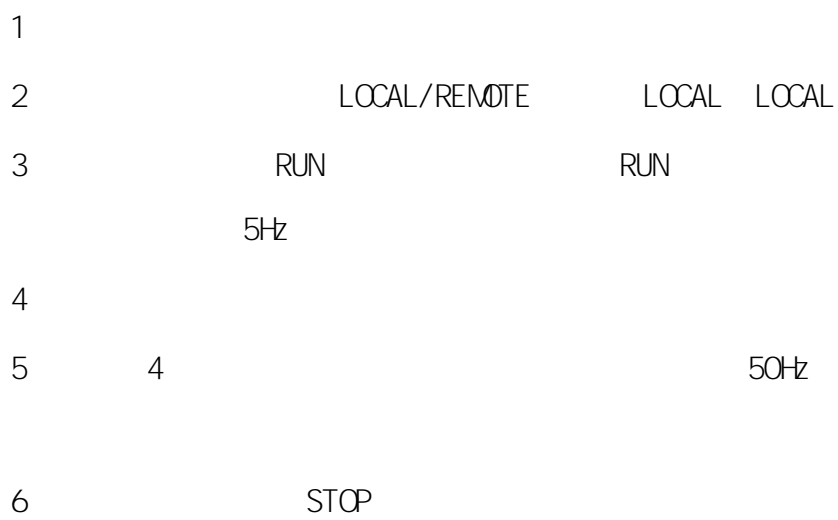 1
2 LOCAL/REMOTE LOCAL LOCAL
3 RUN RUN
5Hz
4
5 4 50Hz
6 STOP